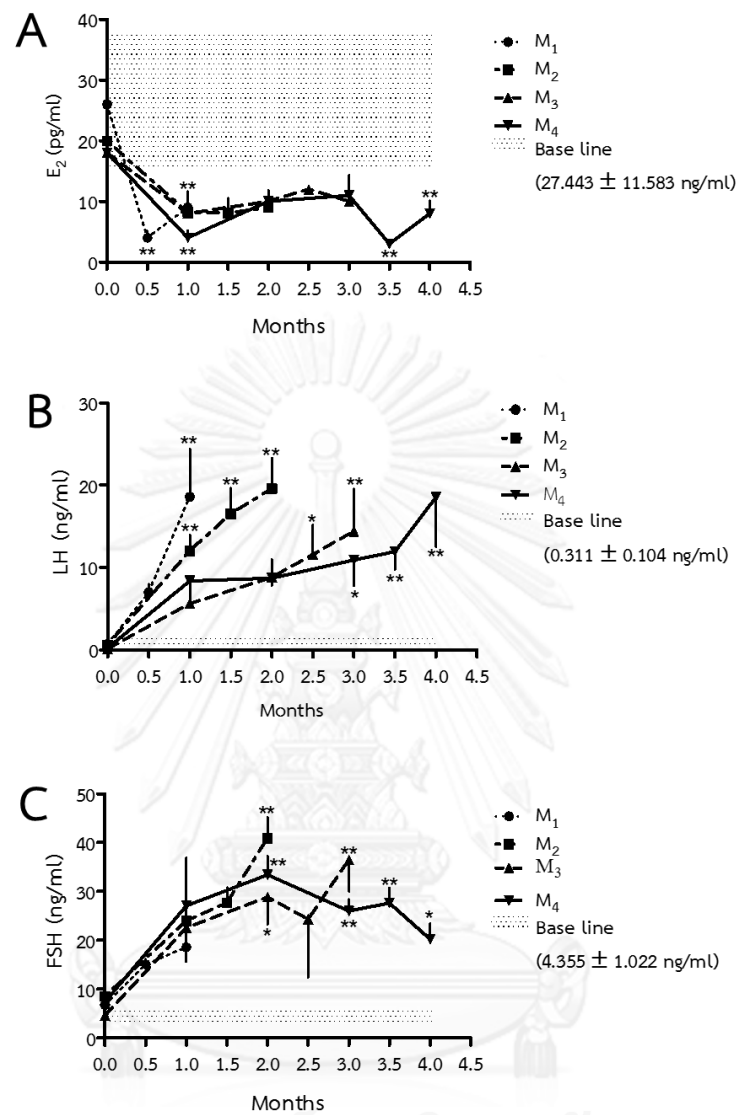 A
40
30
20
10
0
E₂ (pg/ml)
**
**
**
**
**
0.0 0.5 1.0 1.5 2.0 2.5 3.0 3.5 4.0 4.5
Months
M₁
M₂
M₃
M₄
Base line
(27.443 ± 11.583 ng/ml)
B
30
20
10
0
LH (ng/ml)
**
**
**
**
*
**
*
**
**
0.0 0.5 1.0 1.5 2.0 2.5 3.0 3.5 4.0 4.5
Months
M₁
M₂
M₃
M₄
Base line
(0.311 ± 0.104 ng/ml)
C
50
40
30
20
10
0
FSH (ng/ml)
**
**
*
**
**
**
*
0.0 0.5 1.0 1.5 2.0 2.5 3.0 3.5 4.0 4.5
Months
M₁
M₂
M₃
M₄
Base line
(4.355 ± 1.022 ng/ml)